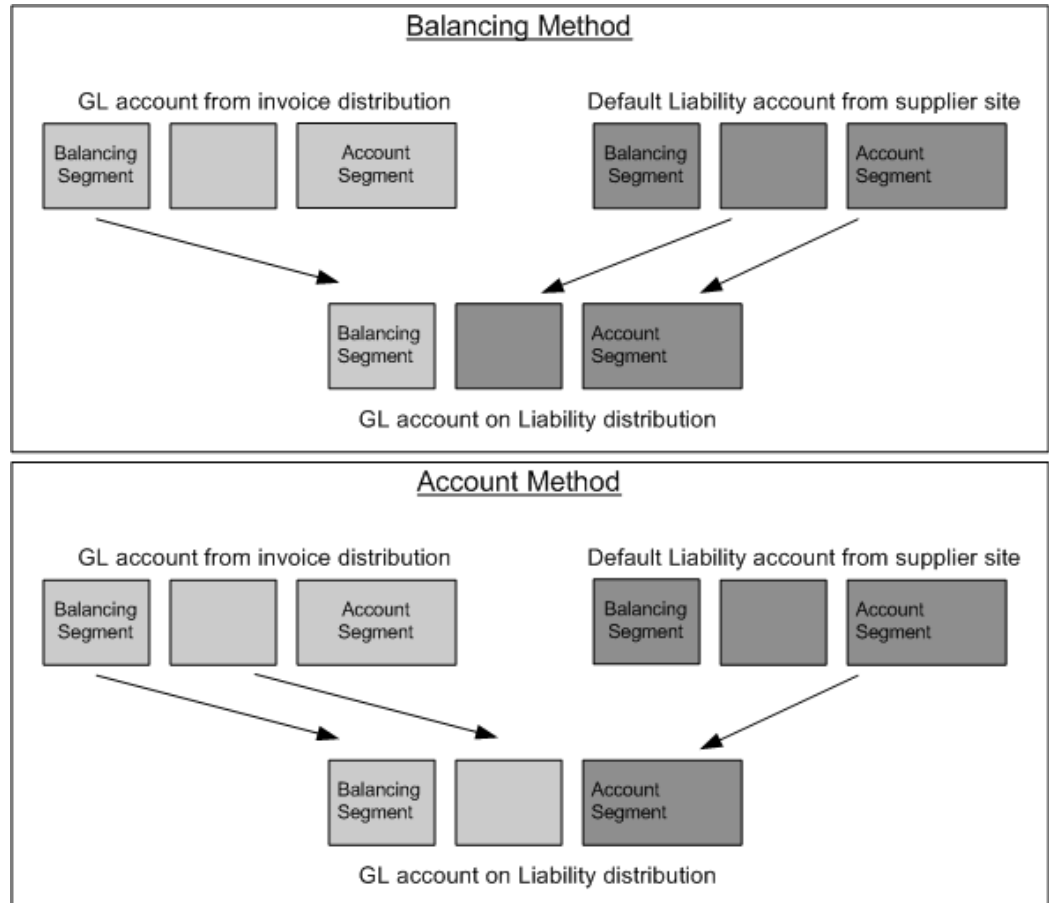 Balancing Method
GL account from invoice distribution
Default Liability account from supplier site
Balancing
Segment
Account
Segment
Balancing
Segment
Account
Segment
Balancing
Segment
Account
Segment
GL account on Liability distribution
Account Method
GL account from invoice distribution
Default Liability account from supplier site
Balancing
Segment
Account
Segment
Balancing
Segment
Account
Segment
Balancing
Segment
Account
Segment
GL account on Liability distribution